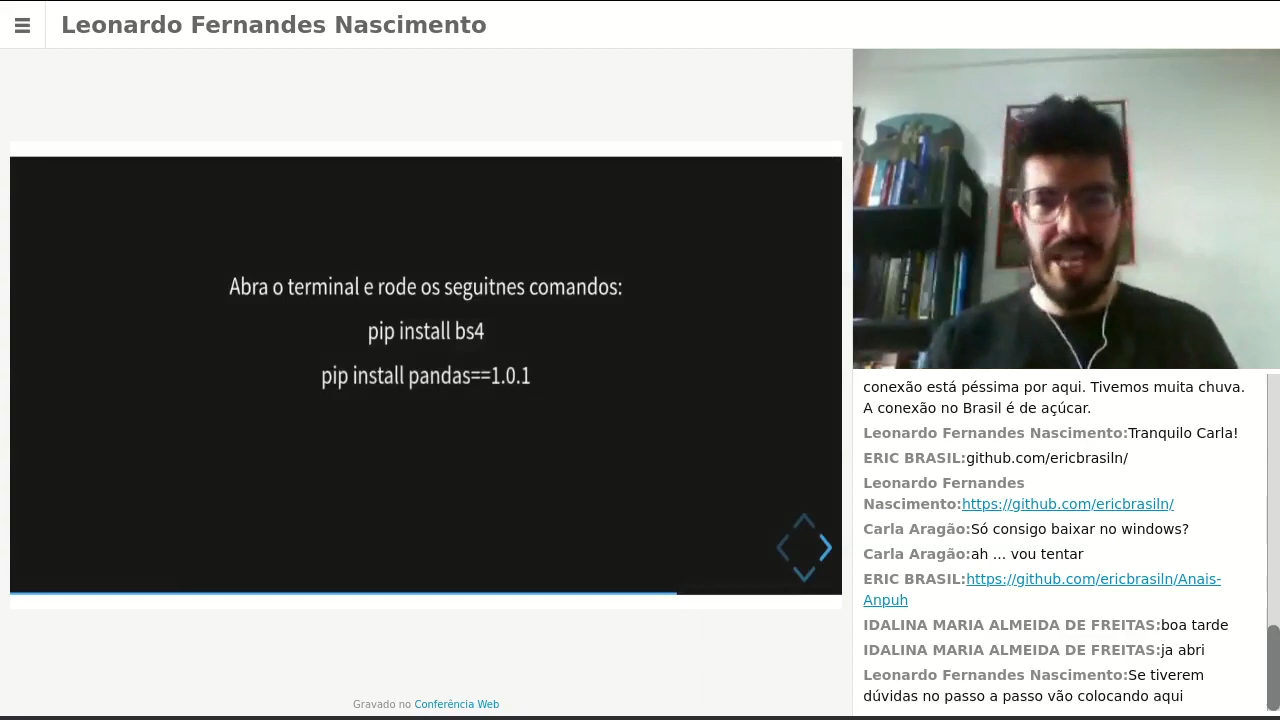 Leonardo Fernandes Nascimento
Abra o terminal e rode os seguitnes comandos:
pip install bs4
pip install pandas==1.0.1
Gravado no Conferência Web
conexão está péssima por aqui. Tivemos muita chuva.
A conexão no Brasil é de açúcar.
Leonardo Fernandes Nascimento:Tranquilo Carla!
ERIC BRASIL:github.com/ericbrasiln/
Leonardo Fernandes
Nascimento:https://github.com/ericbrasiln/
Carla Aragão:Só consigo baixar no windows?
Carla Aragão:ah ... vou tentar
ERIC BRASIL:https://github.com/ericbrasiln/Anais-
Anpuh
IDALINA MARIA ALMEIDA DE FREITAS:boa tarde
IDALINA MARIA ALMEIDA DE FREITAS:ja abri
Leonardo Fernandes Nascimento:Se tiverem
dúvidas no passo a passo vão colocando aqui